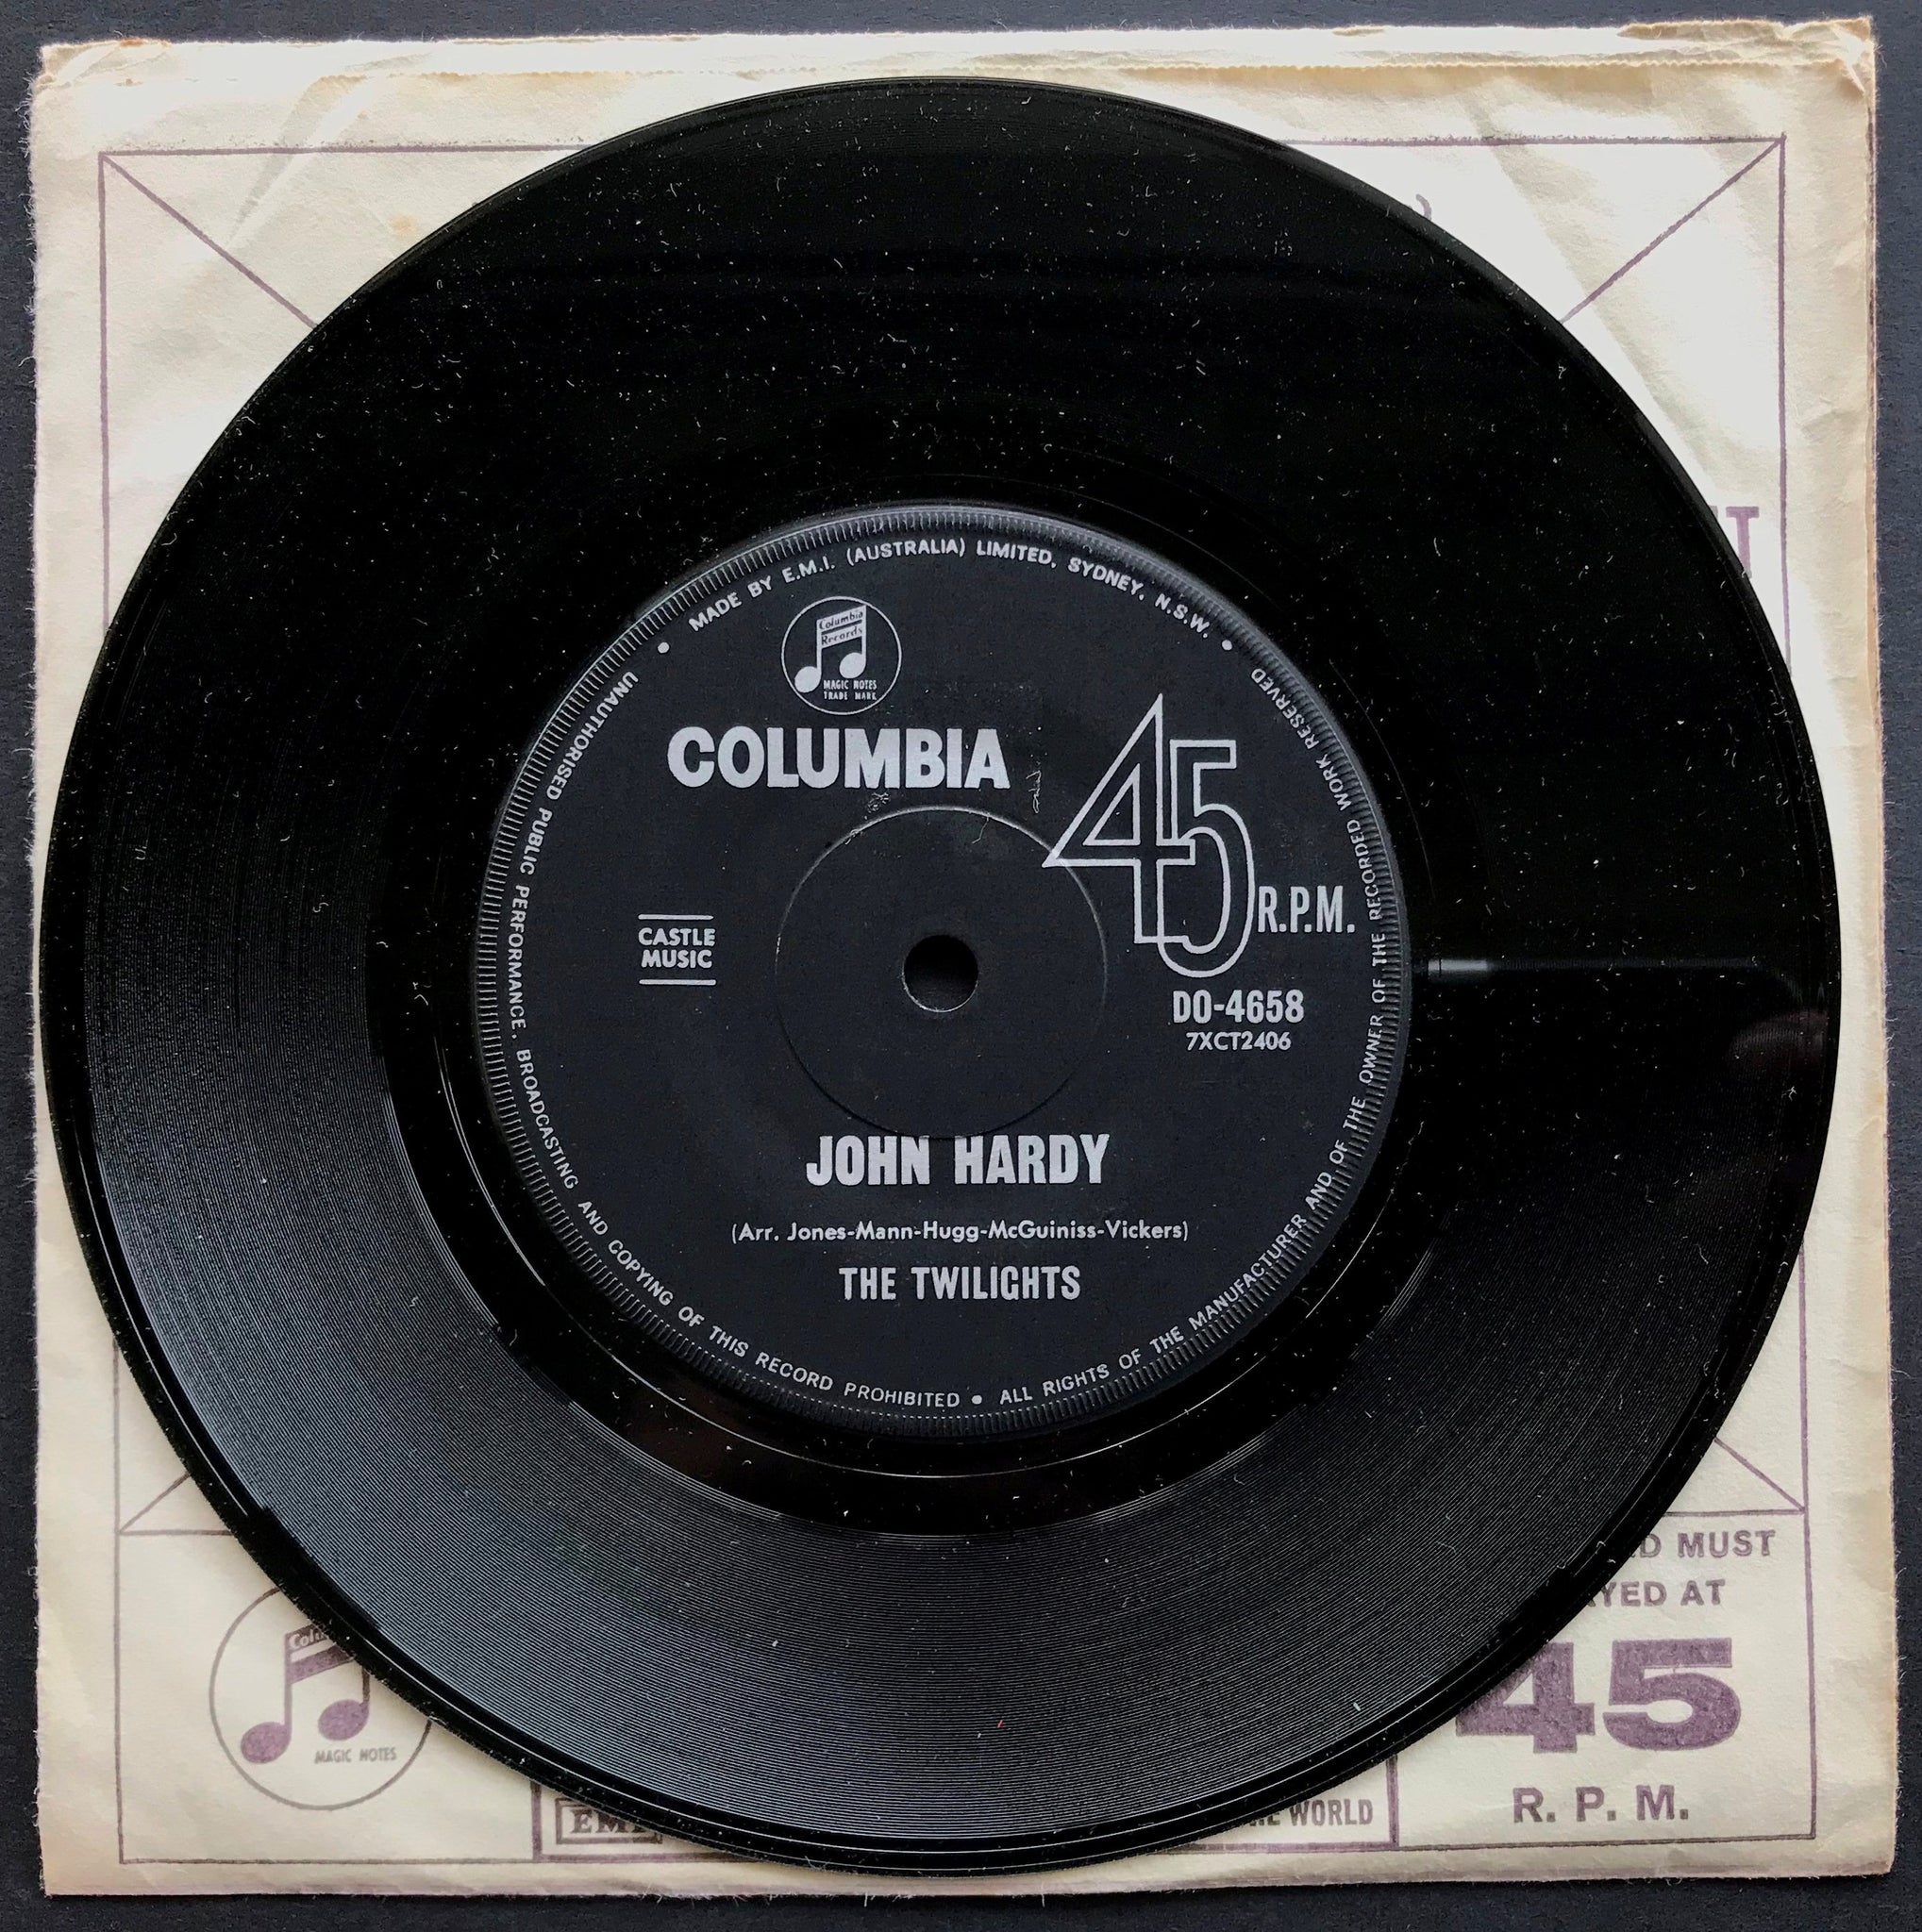 MADE BY E.M.I. (AUSTRALIA) LIMITED, SYDNEY, N.S.W.
Columbia
Records
MAGIC NOTES
TRADE MARK
COLUMBIA
45 R.P.M.
CASTLE
MUSIC
DO-4658
7XCT2406
JOHN HARDY
(Arr. Jones-Mann-Hugg-McGuiniss-Vickers)
THE TWILIGHTS
UNAUTHORISED PUBLIC PERFORMANCE, BROADCASTING AND COPYING OF THIS RECORD PROHIBITED • ALL RIGHTS OF THE MANUFACTURER AND OF THE OWNER OF THE RECORDED WORK RESERVED
MUST
AT
45
R. P. M.
MAGIC NOTES
WORLD